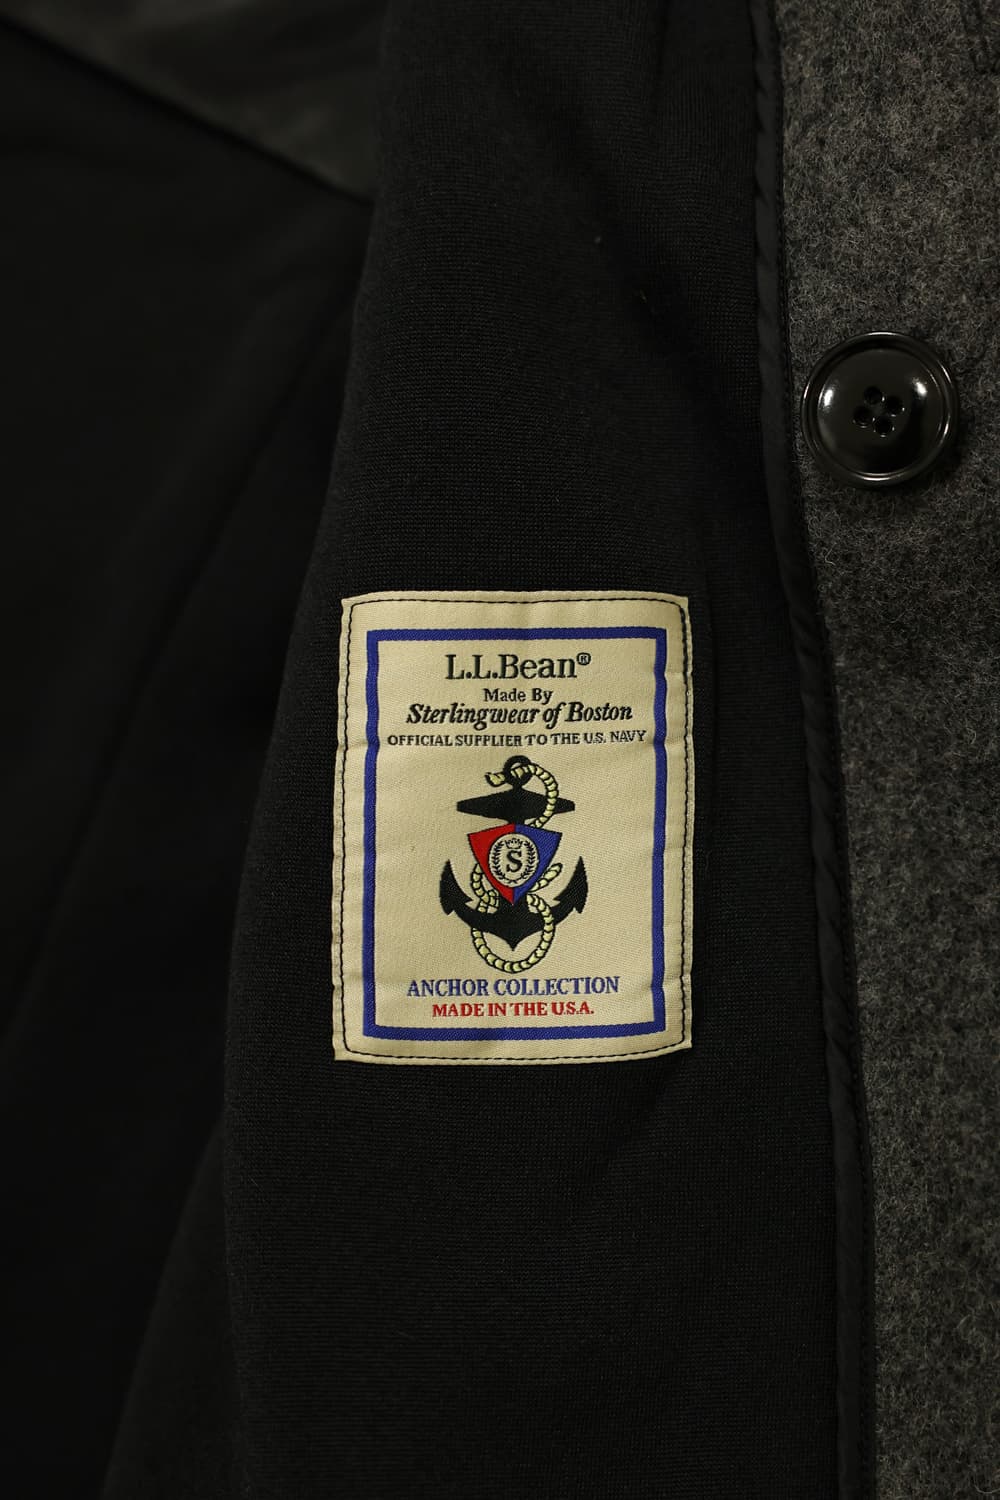 L.L.Bean®
Made By
Sterlingwear of Boston
OFFICIAL SUPPLIER TO THE U.S. NAVY
S
ANCHOR COLLECTION
MADE IN THE U.S.A.